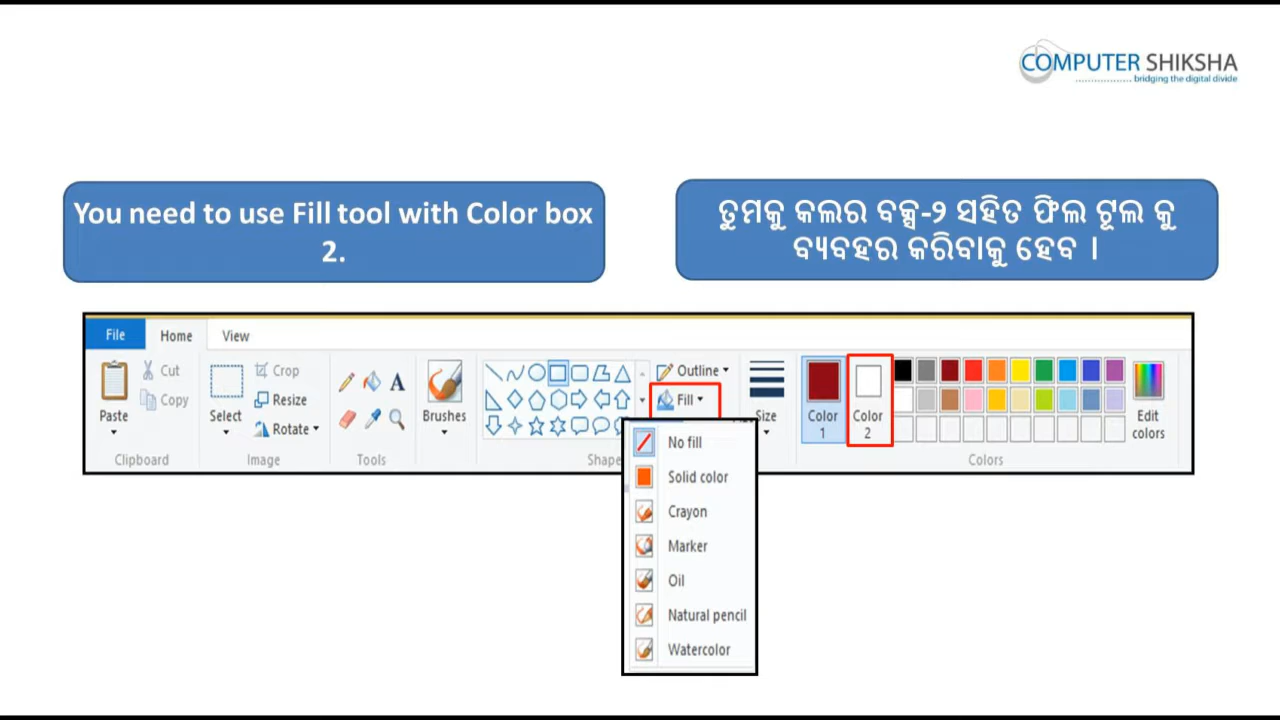 COMPUTER SHIKSHA
bridging the digital divide
You need to use Fill tool with Color box
2.
ତୁମକୁ କଲର ବକ୍ସ-୨ ସହିତ ଫିଲ ଟୂଲ କୁ
ବ୍ୟବହର କରିବାକୁ ହେବ ।
File Home View
Paste
Cut
Copy
Clipboard
Select
Crop
Resize
Rotate
Image
A
Tools
Brushes
Shape
Outline
Fill
No fill
Solid color
Crayon
Marker
Oil
Natural pencil
Watercolor
Size
Color
1
Color
2
Edit
colors
Colors